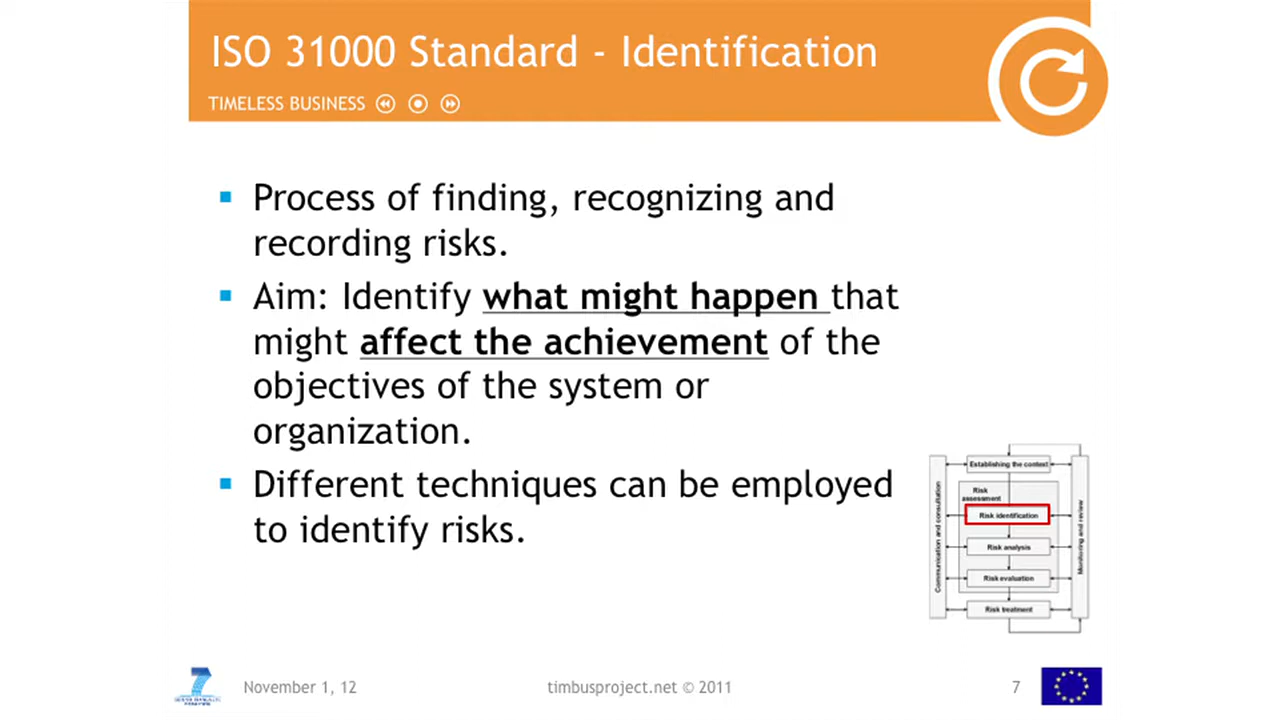 ISO 31000 Standard - Identification
TIMELESS BUSINESS
Process of finding, recognizing and
recording risks.
Aim: Identify what might happen that
might affect the achievement of the
objectives of the system or
organization.
Different techniques can be employed
to identify risks.
Establishing the context
Risk
assessment
Risk identification
Risk analysis
Risk evaluation
Risk treatment
Communication and consultation
Monitoring and review
November 1, 12
timbusproject.net © 2011
7